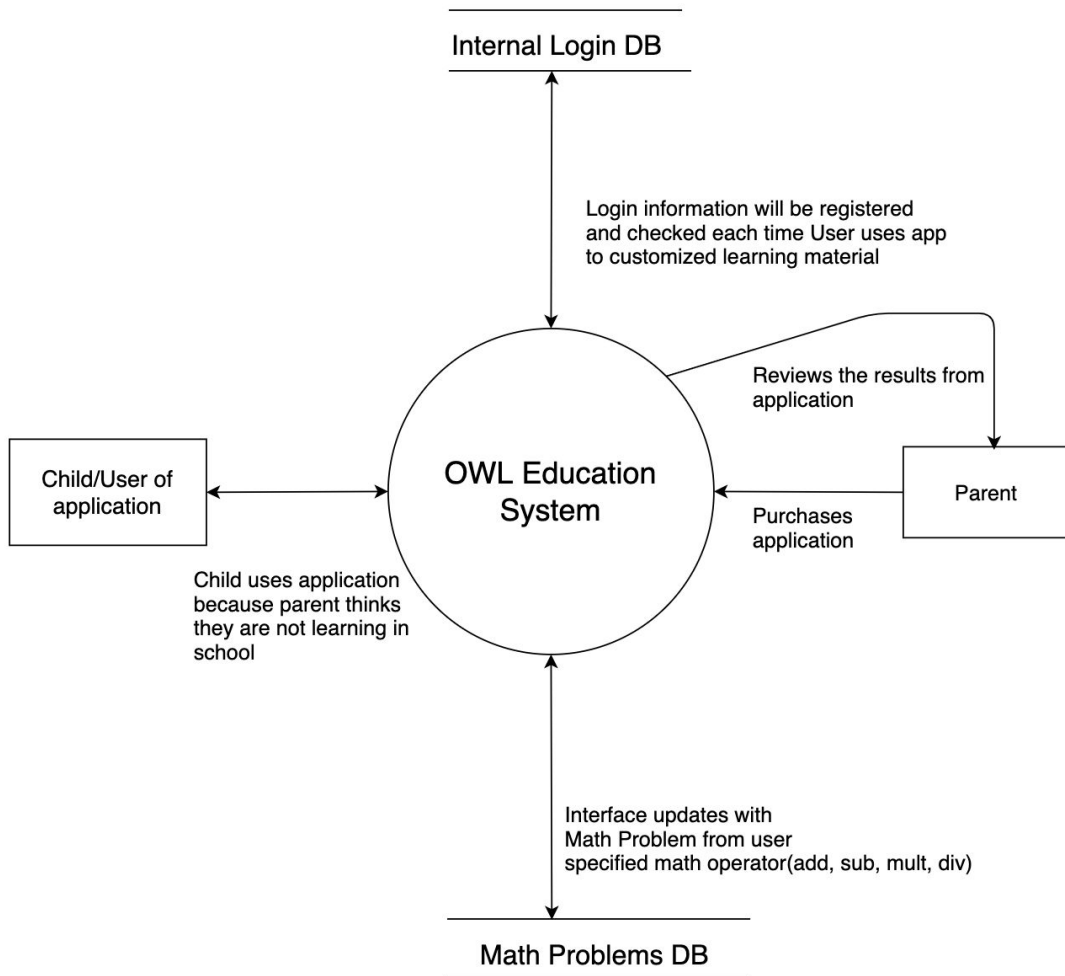 Internal Login DB
Login information will be registered
and checked each time User uses app
to customized learning material
Reviews the results from
application
Child/User of
application
OWL Education
System
Parent
Purchases
application
Child uses application
because parent thinks
they are not learning in
school
Interface updates with
Math Problem from user
specified math operator(add, sub, mult, div)
Math Problems DB